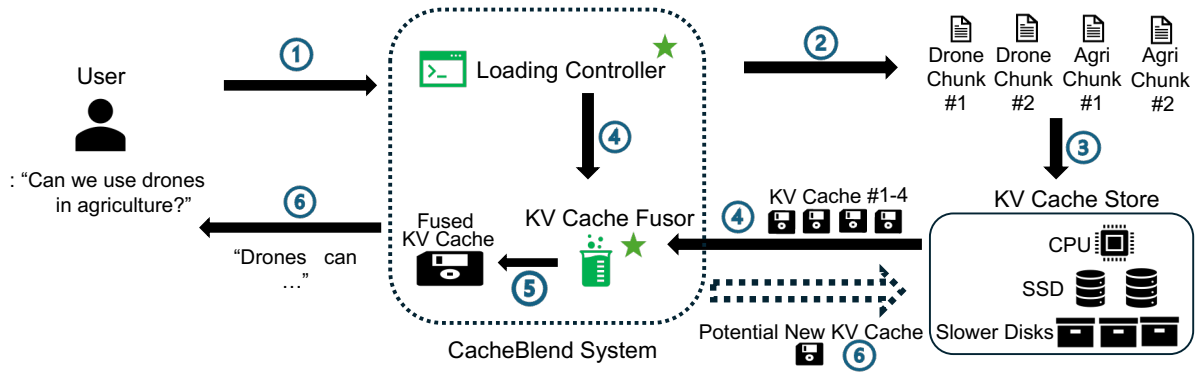 User
: “Can we use drones
in agriculture?”
①
Loading Controller
②
Drone
Chunk
#1
Drone
Chunk
#2
Agri
Chunk
#1
Agri
Chunk
#2
③
④
KV Cache Store
CPU
SSD
Slower Disks
KV Cache #1-4
④
KV Cache Fusor
Fused
KV Cache
⑤
⑥
“Drones can
...”
Potential New KV Cache
⑥
CacheBlend System